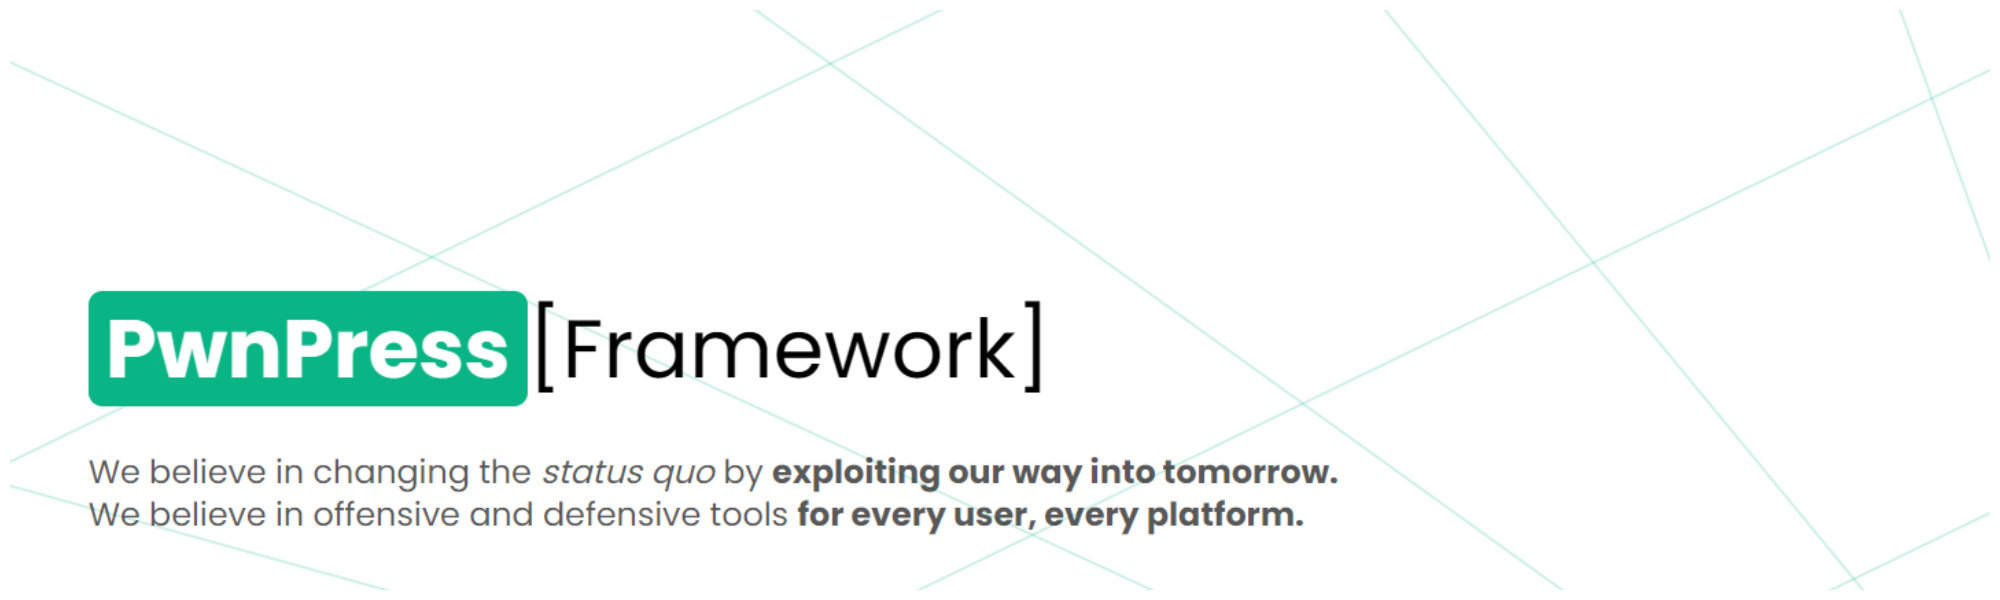 PwnPress [Framework]
We believe in changing the status quo by exploiting our way into tomorrow.
We believe in offensive and defensive tools for every user, every platform.